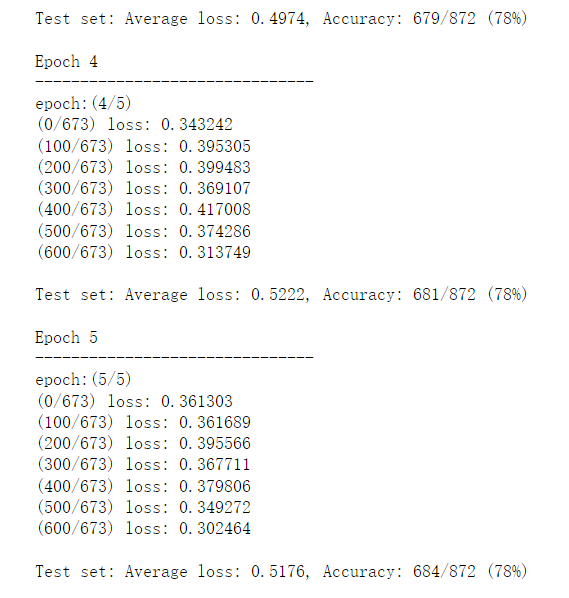 Test set: Average loss: 0.4974, Accuracy: 679/872 (78%)
Epoch 4
-------------------------------
epoch:(4/5)
(0/673) loss: 0.343242
(100/673) loss: 0.395305
(200/673) loss: 0.399483
(300/673) loss: 0.369107
(400/673) loss: 0.417008
(500/673) loss: 0.374286
(600/673) loss: 0.313749
Test set: Average loss: 0.5222, Accuracy: 681/872 (78%)
Epoch 5
-------------------------------
epoch:(5/5)
(0/673) loss: 0.361303
(100/673) loss: 0.361689
(200/673) loss: 0.395566
(300/673) loss: 0.367711
(400/673) loss: 0.379806
(500/673) loss: 0.349272
(600/673) loss: 0.302464
Test set: Average loss: 0.5176, Accuracy: 684/872 (78%)